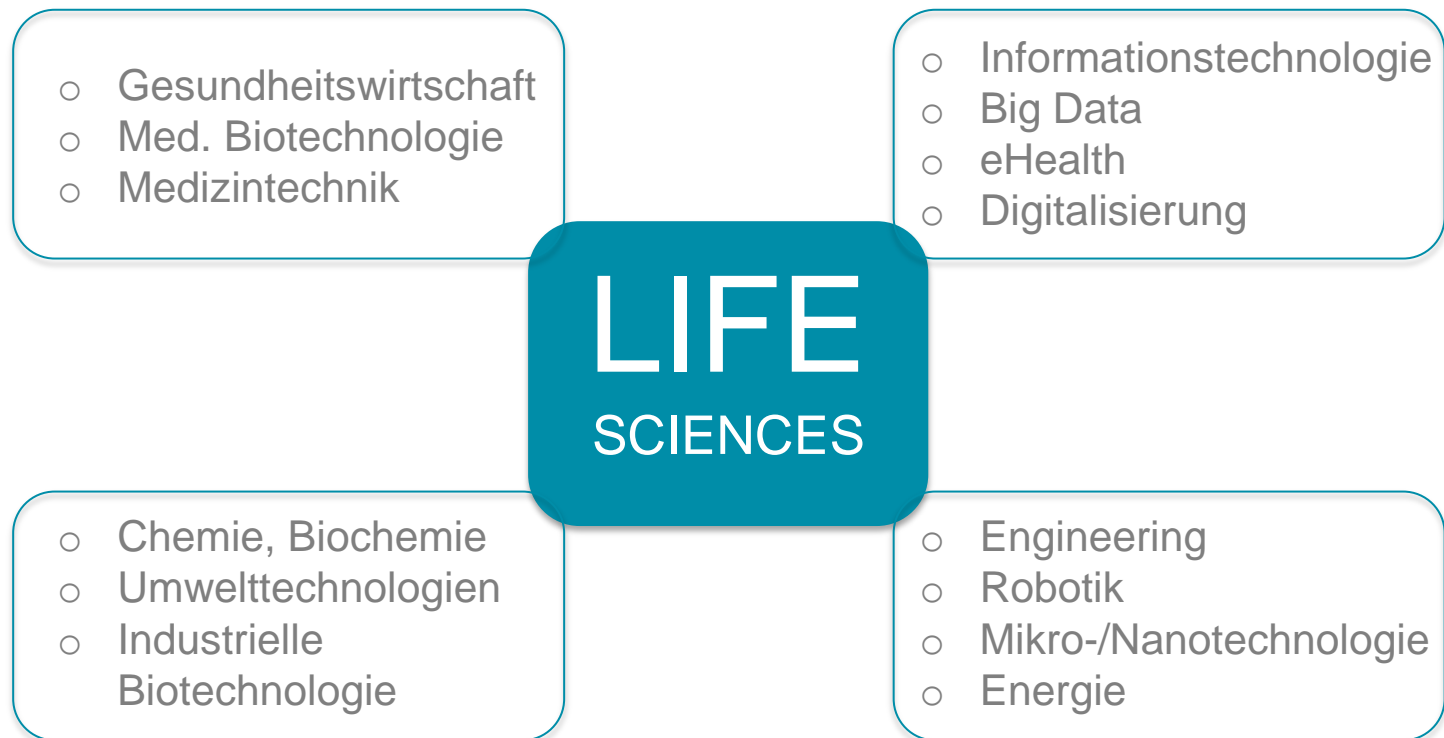 Gesundheitswirtschaft
Med. Biotechnologie
Medizintechnik
Informationstechnologie
Big Data
eHealth
Digitalisierung
LIFE
SCIENCES
Chemie, Biochemie
Umwelttechnologien
Industrielle
Biotechnologie
Engineering
Robotik
Mikro-/Nanotechnologie
Energie